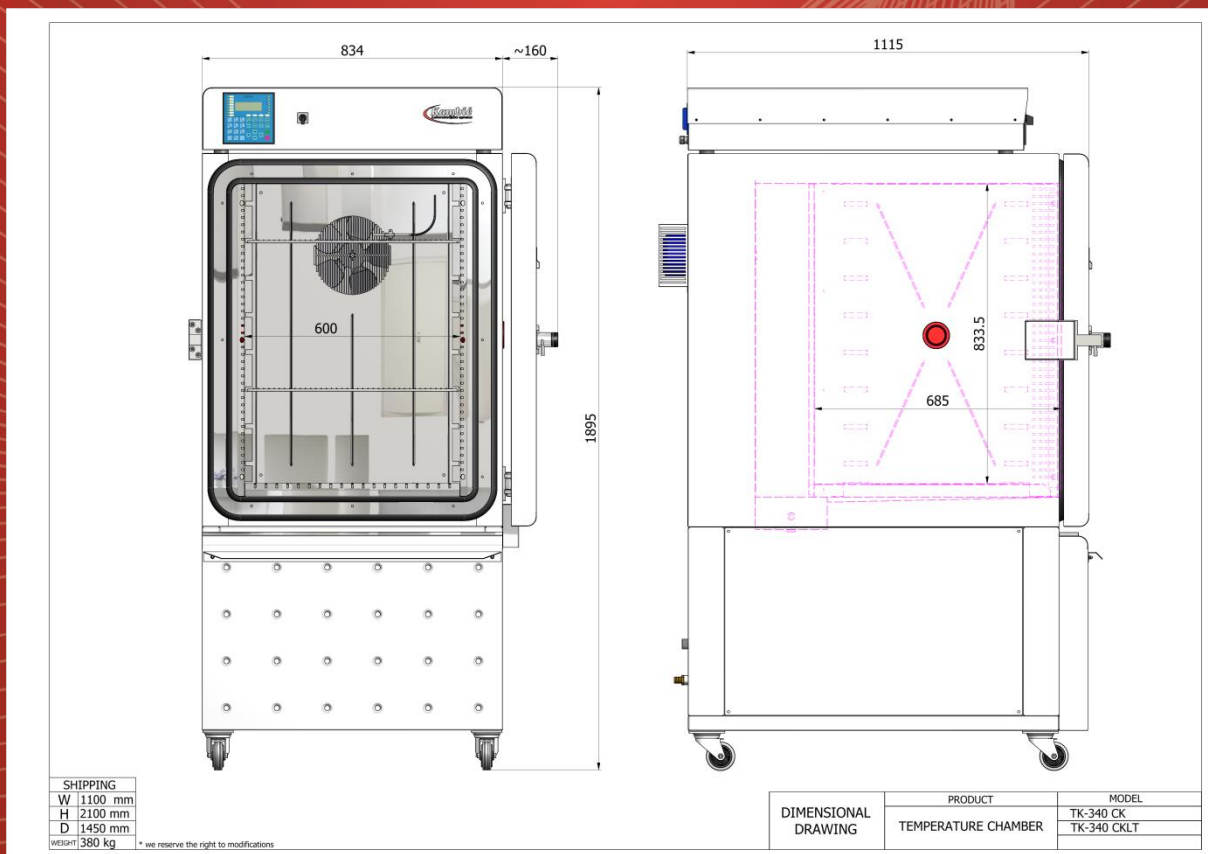 834
~160
1115
Kambič
600
1895
833.5
685
SHIPPING
W 1100 mm
H 2100 mm
D 1450 mm
WEIGHT 380 kg
* we reserve the right to modifications
DIMENSIONAL
DRAWING
PRODUCT
TEMPERATURE CHAMBER
MODEL
TK-340 CK
TK-340 CKLT